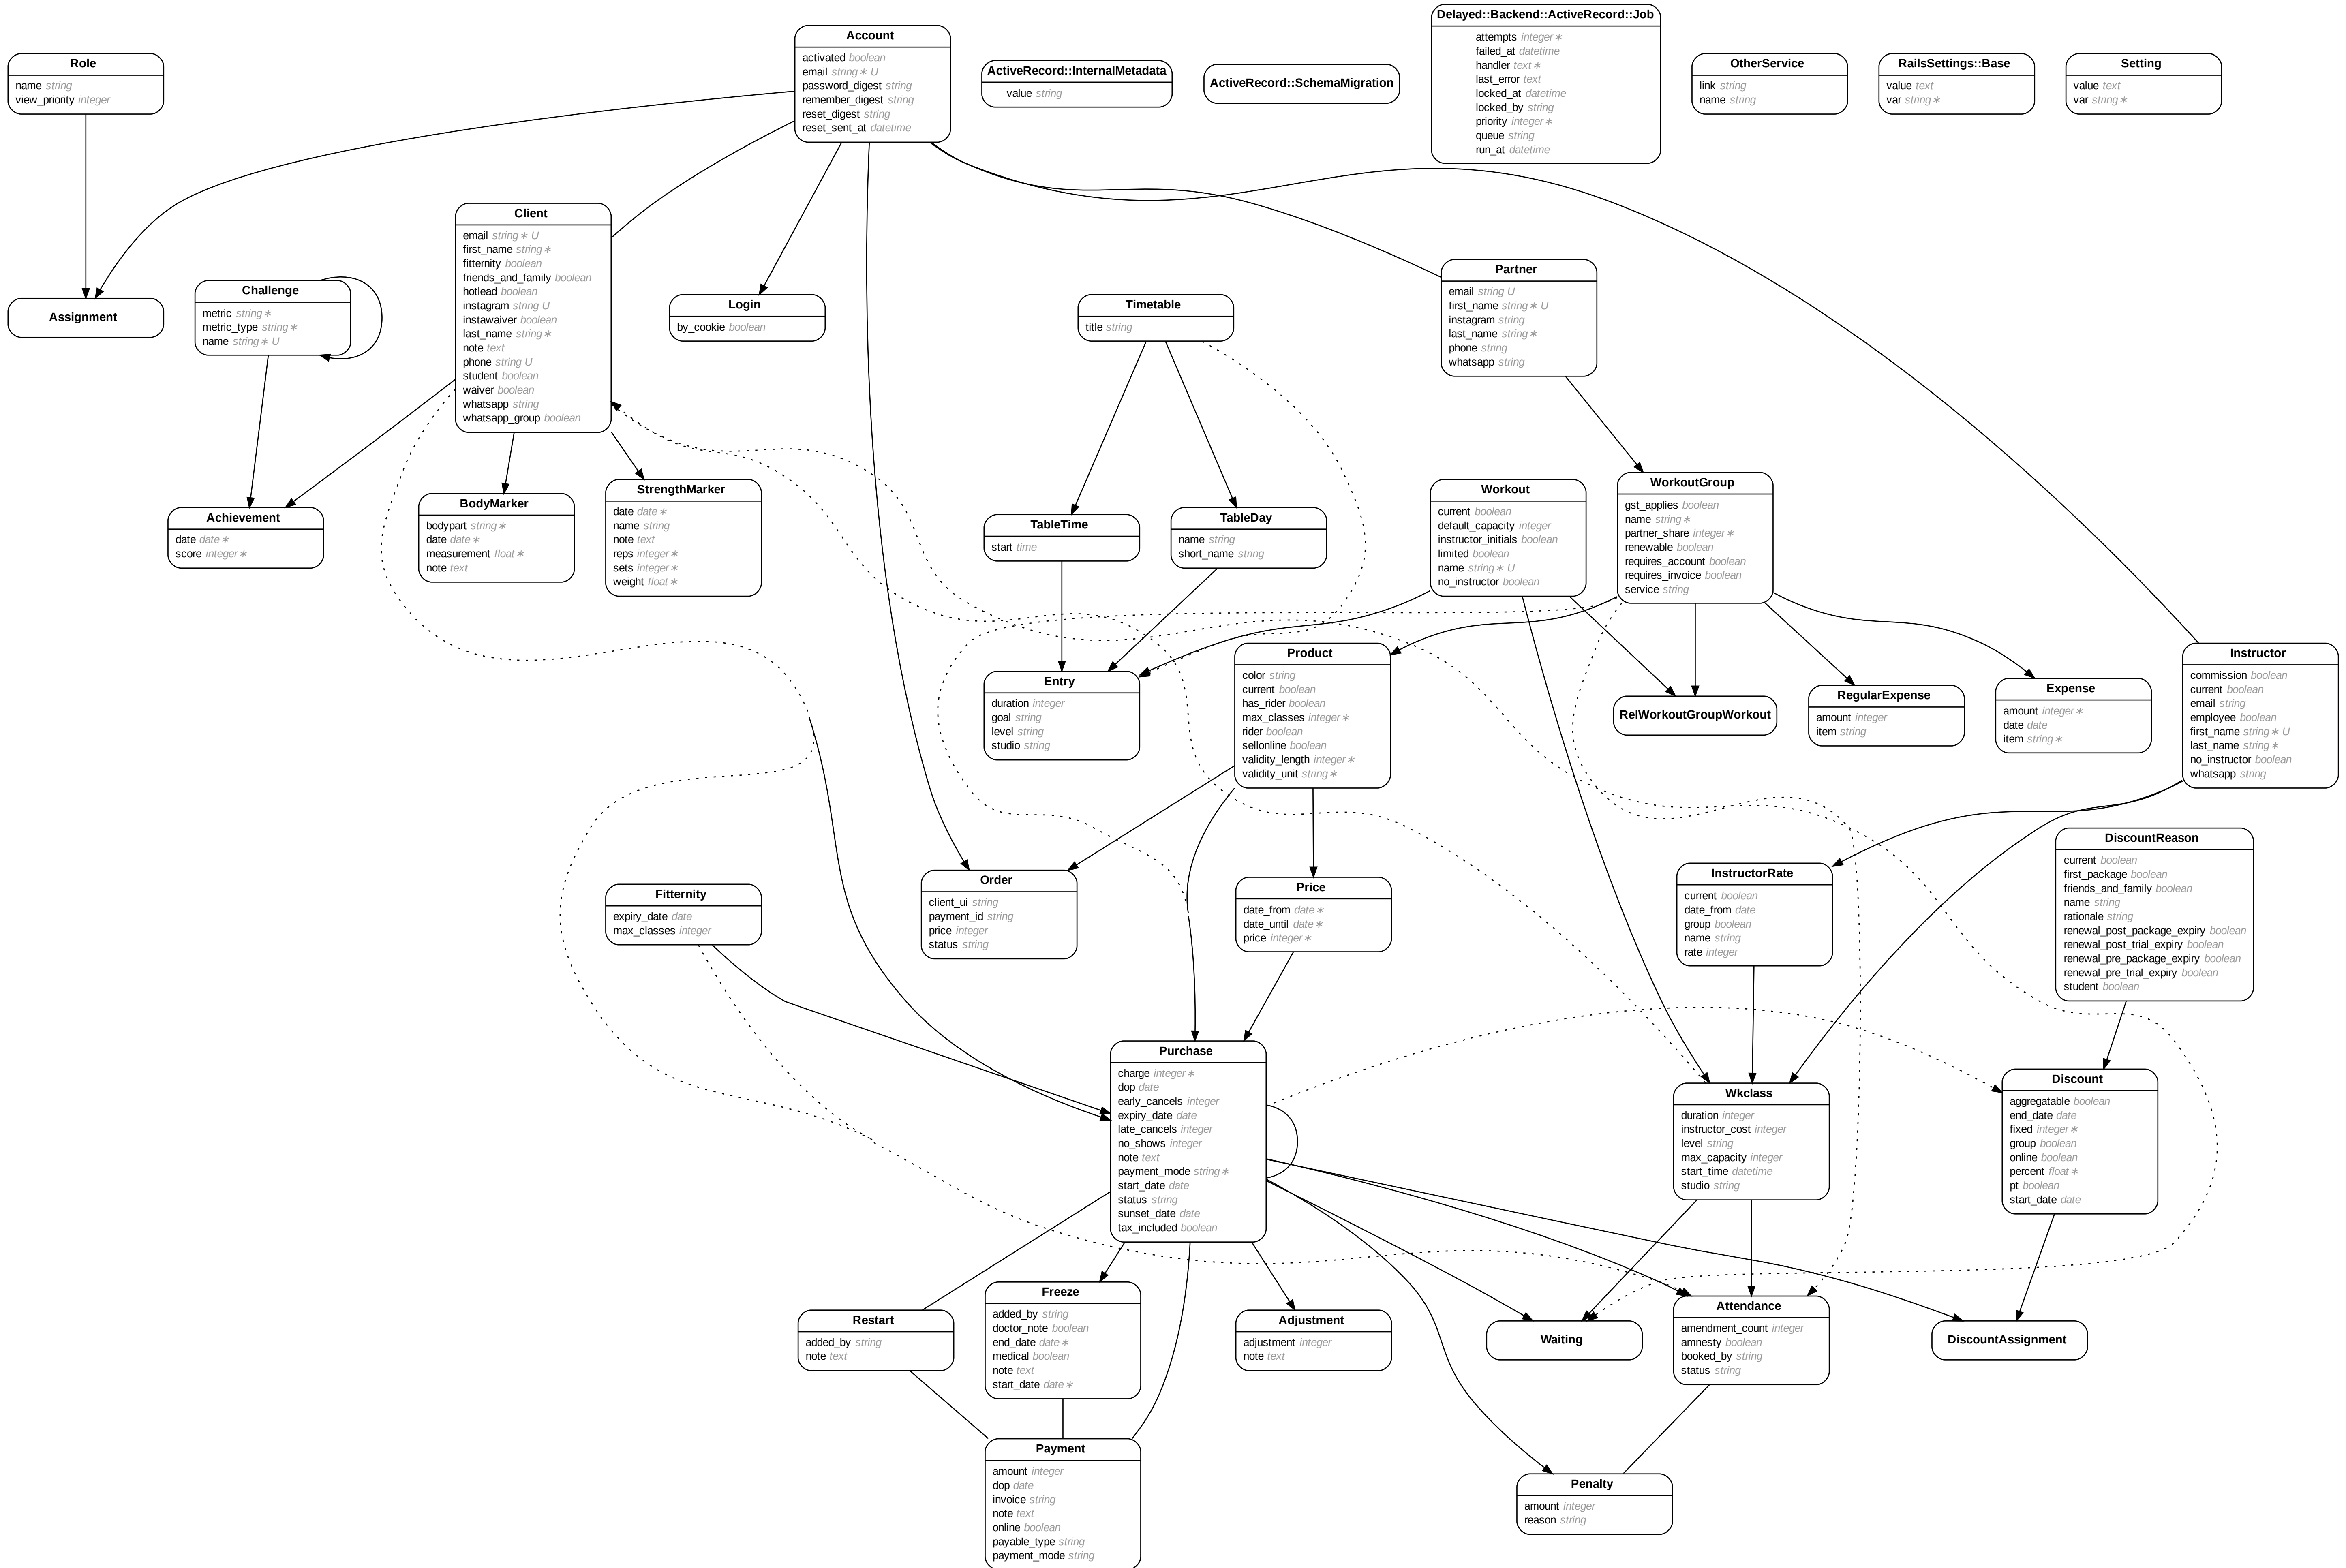 Delayed::Backend::ActiveRecord::Job
attempts integer∗
failed_at datetime
handler text∗
last_error text
locked_at datetime
locked_by string
priority integer∗
queue string
run_at datetime
Role
name string
view_priority integer
Account
activated boolean
email string∗ U
password_digest string
remember_digest string
reset_digest string
reset_sent_at datetime
ActiveRecord::InternalMetadata
value string
ActiveRecord::SchemaMigration
OtherService
link string
name string
RailsSettings::Base
value text
var string∗
Setting
value text
var string∗
Client
email string∗ U
first_name string∗
fitternity boolean
friends_and_family boolean
hotlead boolean
instagram string U
instawaiver boolean
last_name string∗
note text
phone string U
student boolean
waiver boolean
whatsapp string
whatsapp_group boolean
Assignment
Challenge
metric string∗
metric_type string∗
name string∗ U
Login
by_cookie boolean
Timetable
title string
Partner
email string U
first_name string∗ U
instagram string
last_name string∗
phone string
whatsapp string
Achievement
date date∗
score integer∗
BodyMarker
bodypart string∗
date date∗
measurement float∗
note text
StrengthMarker
date date∗
name string
note text
reps integer∗
sets integer∗
weight float∗
TableTime
start time
TableDay
name string
short_name string
Workout
current boolean
default_capacity integer
instructor_initials boolean
limited boolean
name string∗ U
no_instructor boolean
WorkoutGroup
gst_applies boolean
name string∗
partner_share integer∗
renewable boolean
requires_account boolean
requires_invoice boolean
service string
Entry
duration integer
goal string
level string
studio string
Product
color string
current boolean
has_rider boolean
max_classes integer∗
rider boolean
sellonline boolean
validity_length integer∗
validity_unit string∗
RelWorkoutGroupWorkout
RegularExpense
amount integer
item string
Expense
amount integer∗
date date
item string∗
Instructor
commission boolean
current boolean
email string
employee boolean
first_name string∗ U
last_name string∗
no_instructor boolean
whatsapp string
Fitternity
expiry_date date
max_classes integer
Order
client_ui string
payment_id string
price integer
status string
Price
date_from date∗
date_until date∗
price integer∗
InstructorRate
current boolean
date_from date
group boolean
name string
rate integer
DiscountReason
current boolean
first_package boolean
friends_and_family boolean
name string
rationale string
renewal_post_package_expiry boolean
renewal_post_trial_expiry boolean
renewal_pre_package_expiry boolean
renewal_pre_trial_expiry boolean
student boolean
Purchase
charge integer∗
dop date
early_cancels integer
expiry_date date
late_cancels integer
no_shows integer
note text
payment_mode string∗
start_date date
status string
sunset_date date
tax_included boolean
Wkclass
duration integer
instructor_cost integer
level string
max_capacity integer
start_time datetime
studio string
Discount
aggregatable boolean
end_date date
fixed integer∗
group boolean
online boolean
percent float∗
pt boolean
start_date date
Restart
added_by string
note text
Freeze
added_by string
doctor_note boolean
end_date date∗
medical boolean
note text
start_date date∗
Adjustment
adjustment integer
note text
Waiting
Attendance
amendment_count integer
amnesty boolean
booked_by string
status string
DiscountAssignment
Payment
amount integer
dop date
invoice string
note text
online boolean
payable_type string
payment_mode string
Penalty
amount integer
reason string